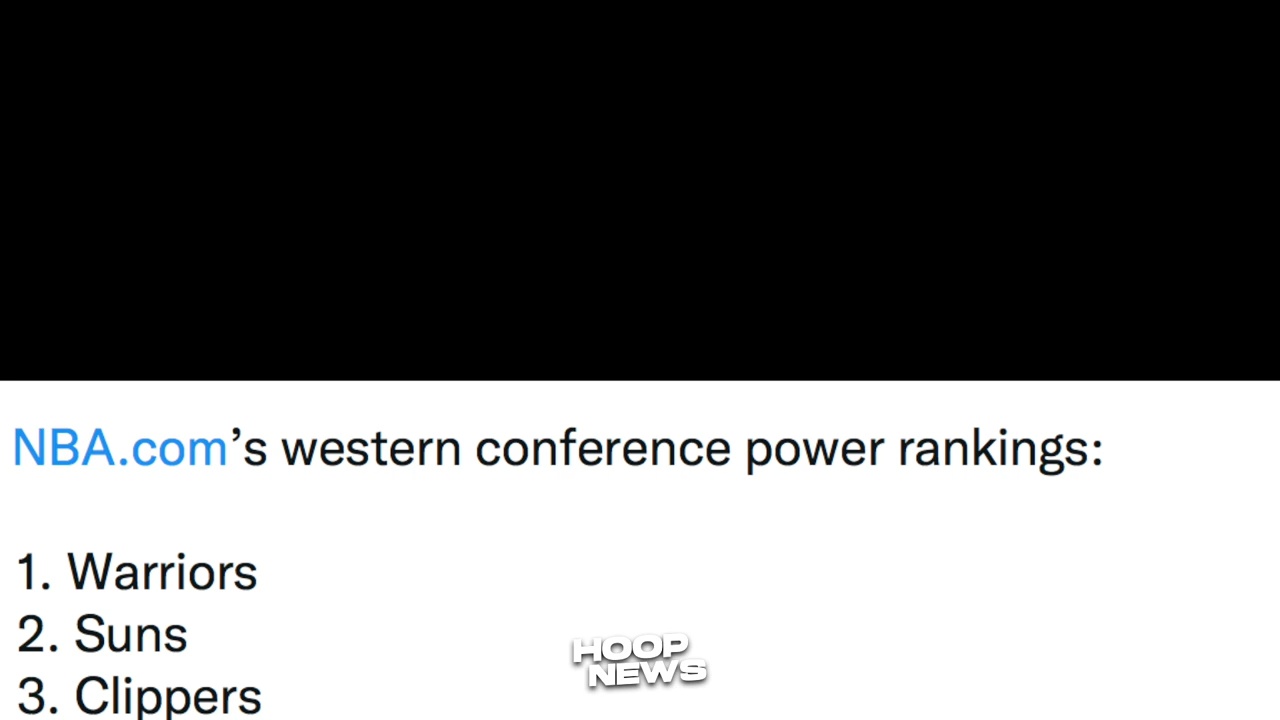 NBA.com’s western conference power rankings:
1. Warriors
2. Suns
3. Clippers
HOOP
NEWS